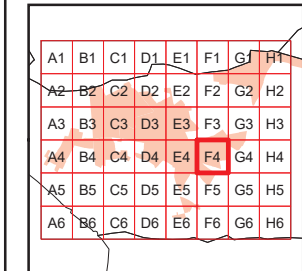 A1 B1 C1 D1 E1 F1 G1 H1
A2 B2 C2 D2 E2 F2 G2 H2
A3 B3 C3 D3 E3 F3 G3 H3
A4 B4 C4 D4 E4 F4 G4 H4
A5 B5 C5 D5 E5 F5 G5 H5
A6 B6 C6 D6 E6 F6 G6 H6